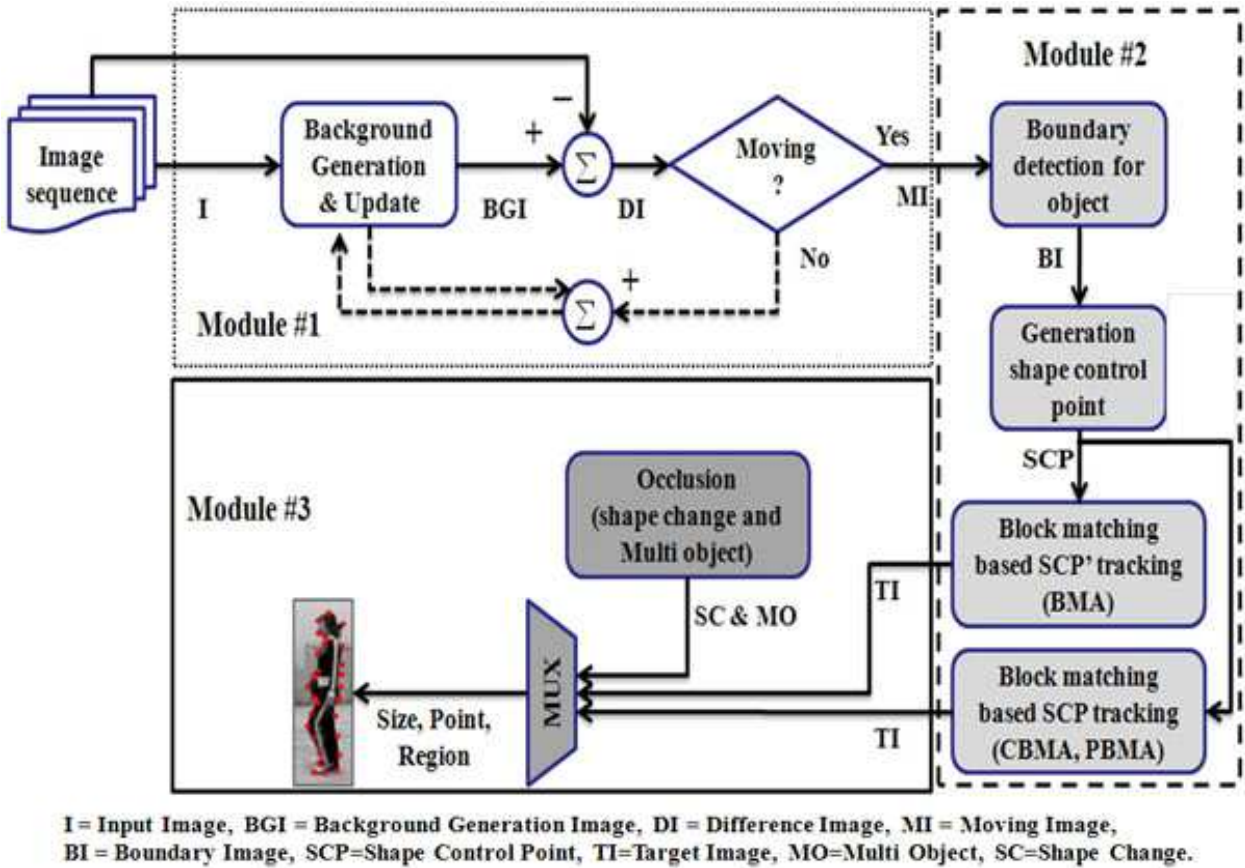 Module #2
Image
sequence
I
Background
Generation
& Update
BGI
+
−
Σ
DI
Moving
?
Yes
MI
No
+
Σ
Module #1
Boundary
detection for
object
BI
Generation
shape control
point
SCP
Block matching
based SCP' tracking
(BMA)
TI
Block matching
based SCP tracking
(CBMA, PBMA)
TI
Module #3
Occlusion
(shape change and
Multi object)
SC & MO
MUX
Size, Point,
Region
I = Input Image, BGI = Background Generation Image, DI = Difference Image, MI = Moving Image,
BI = Boundary Image, SCP=Shape Control Point, TI=Target Image, MO=Multi Object, SC=Shape Change.